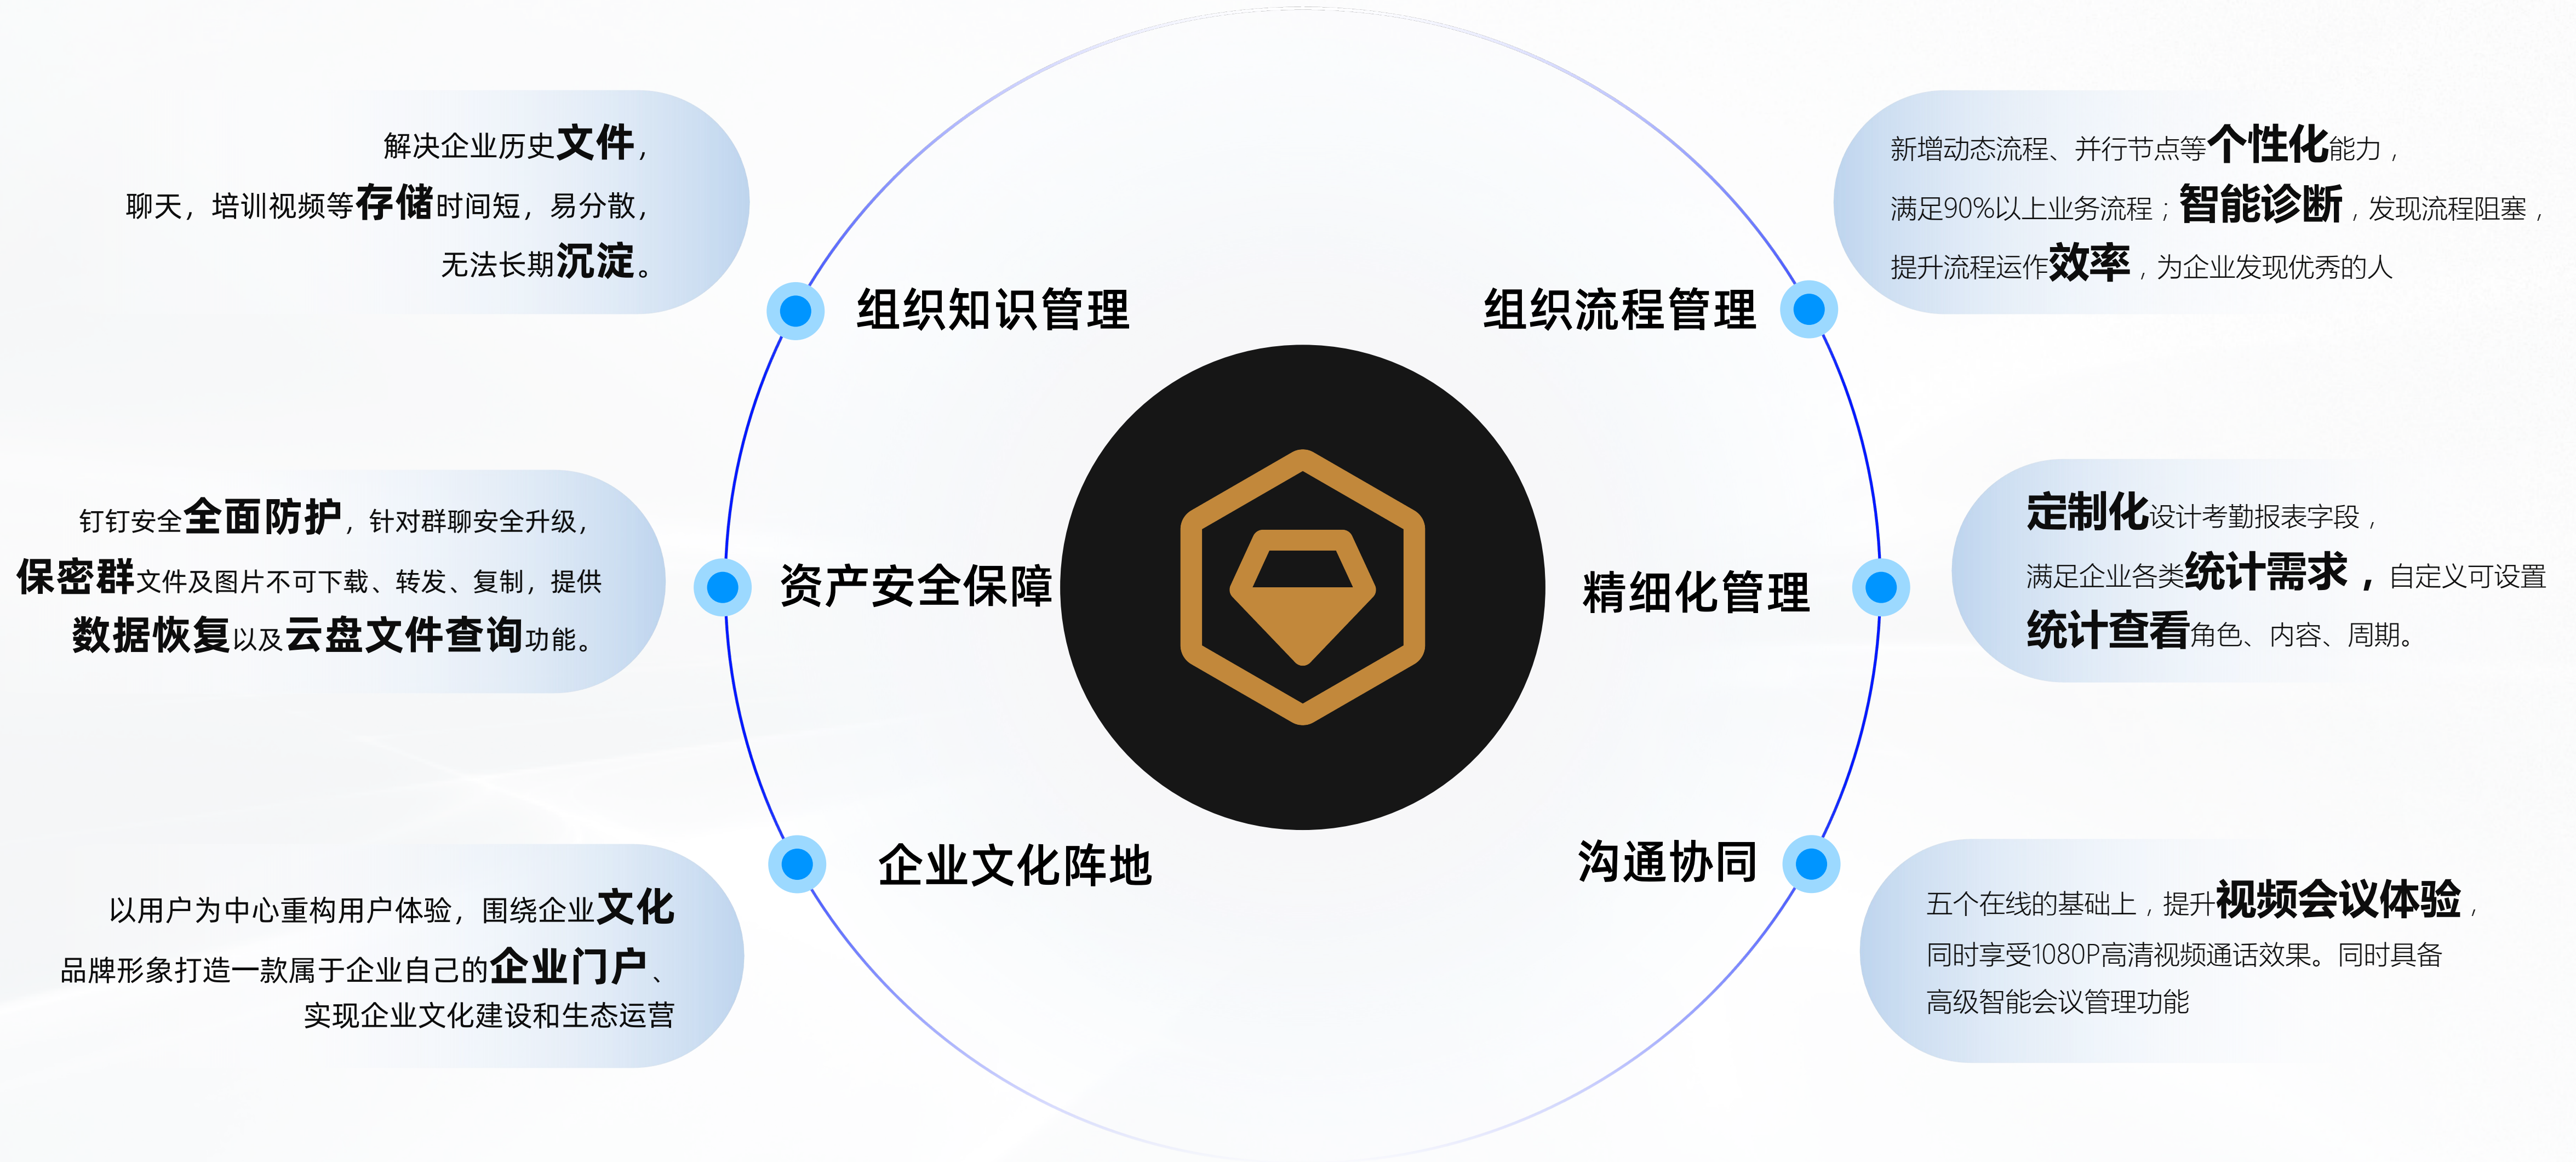 解决企业历史文件，
聊天，培训视频等存储时间短，易分散，
无法长期沉淀。
组织知识管理
钉钉安全全面防护，针对群聊安全升级，
保密群文件及图片不可下载、转发、复制，提供
数据恢复以及云盘文件查询功能。
资产安全保障
以用户为中心重构用户体验，围绕企业文化
品牌形象打造一款属于企业自己的企业门户、
实现企业文化建设和生态运营
企业文化阵地
组织流程管理
新增动态流程、并行节点等个性化能力，
满足90%以上业务流程；智能诊断，发现流程阻塞，
提升流程运作效率，为企业发现优秀的人
精细化管理
定制化设计考勤报表字段，
满足企业各类统计需求，自定义可设置
统计查看角色、内容、周期。
沟通协同
五个在线的基础上，提升视频会议体验，
同时享受1080P高清视频通话效果。同时具备
高级智能会议管理功能